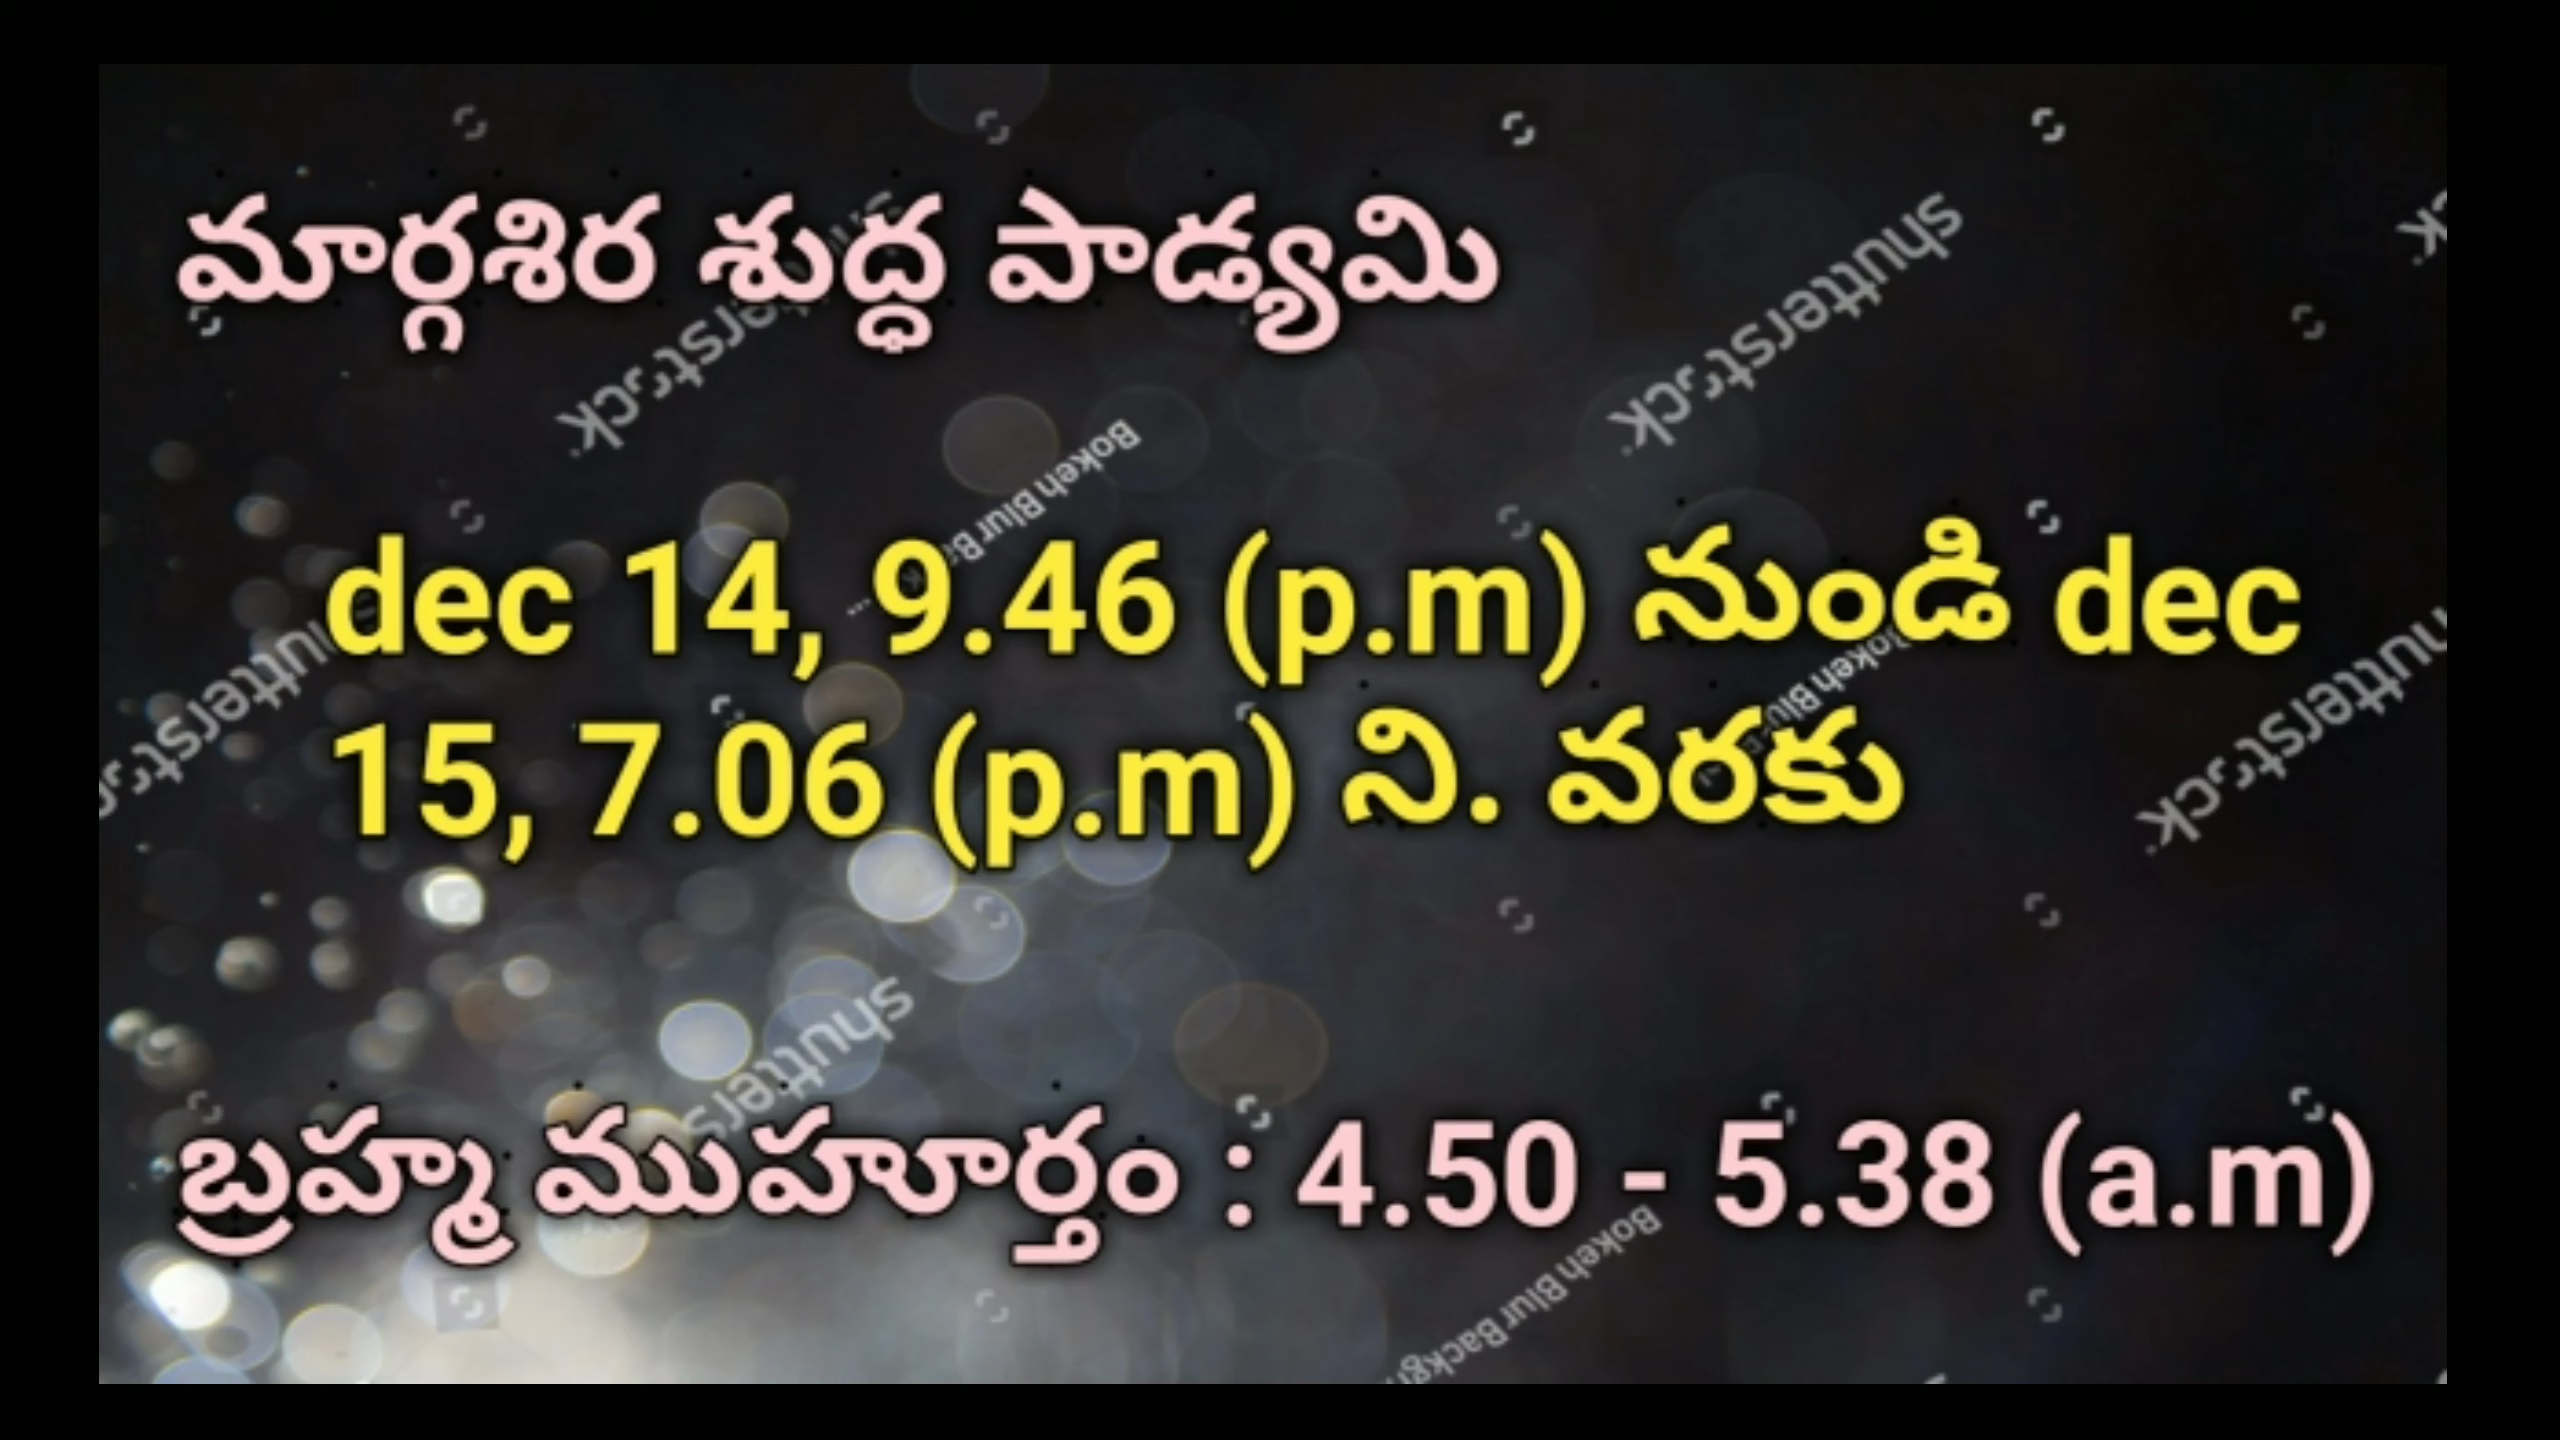 మార్గశిర శుద్ధ పాడ్యమి
dec 14, 9.46 (p.m) నుండి dec
15, 7.06 (p.m) ని. వరకు
బ్రహ్మ ముహూర్తం : 4.50 - 5.38 (a.m)